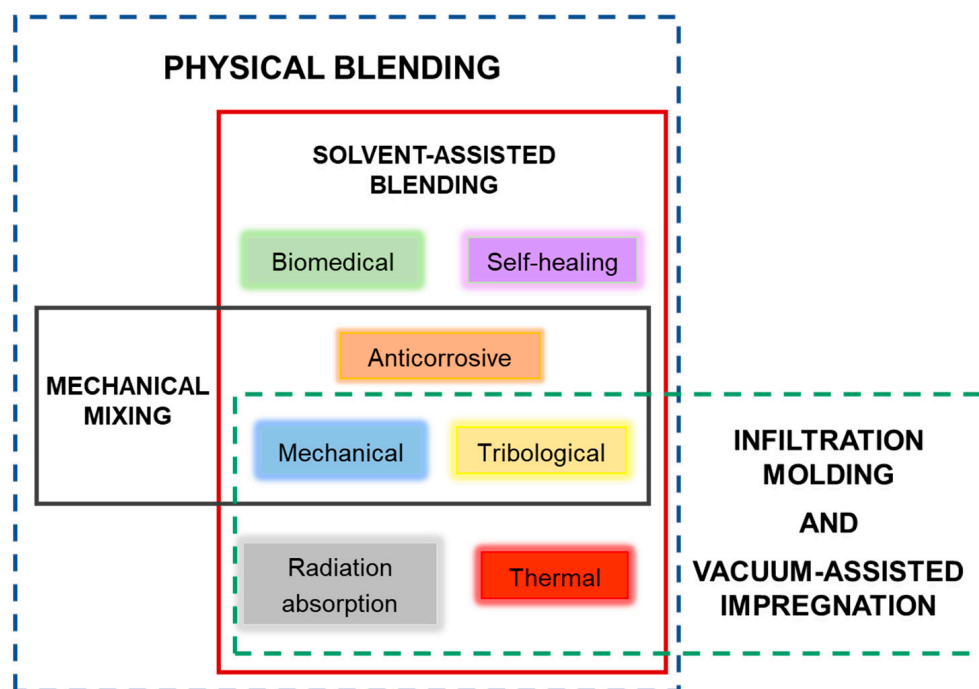 PHYSICAL BLENDING
SOLVENT-ASSISTED
BLENDING
Biomedical
Self-healing
Anticorrosive
MECHANICAL
MIXING
Mechanical
Tribological
INFILTRATION
MOLDING
AND
VACUUM-ASSISTED
IMPREGNATION
Radiation
absorption
Thermal